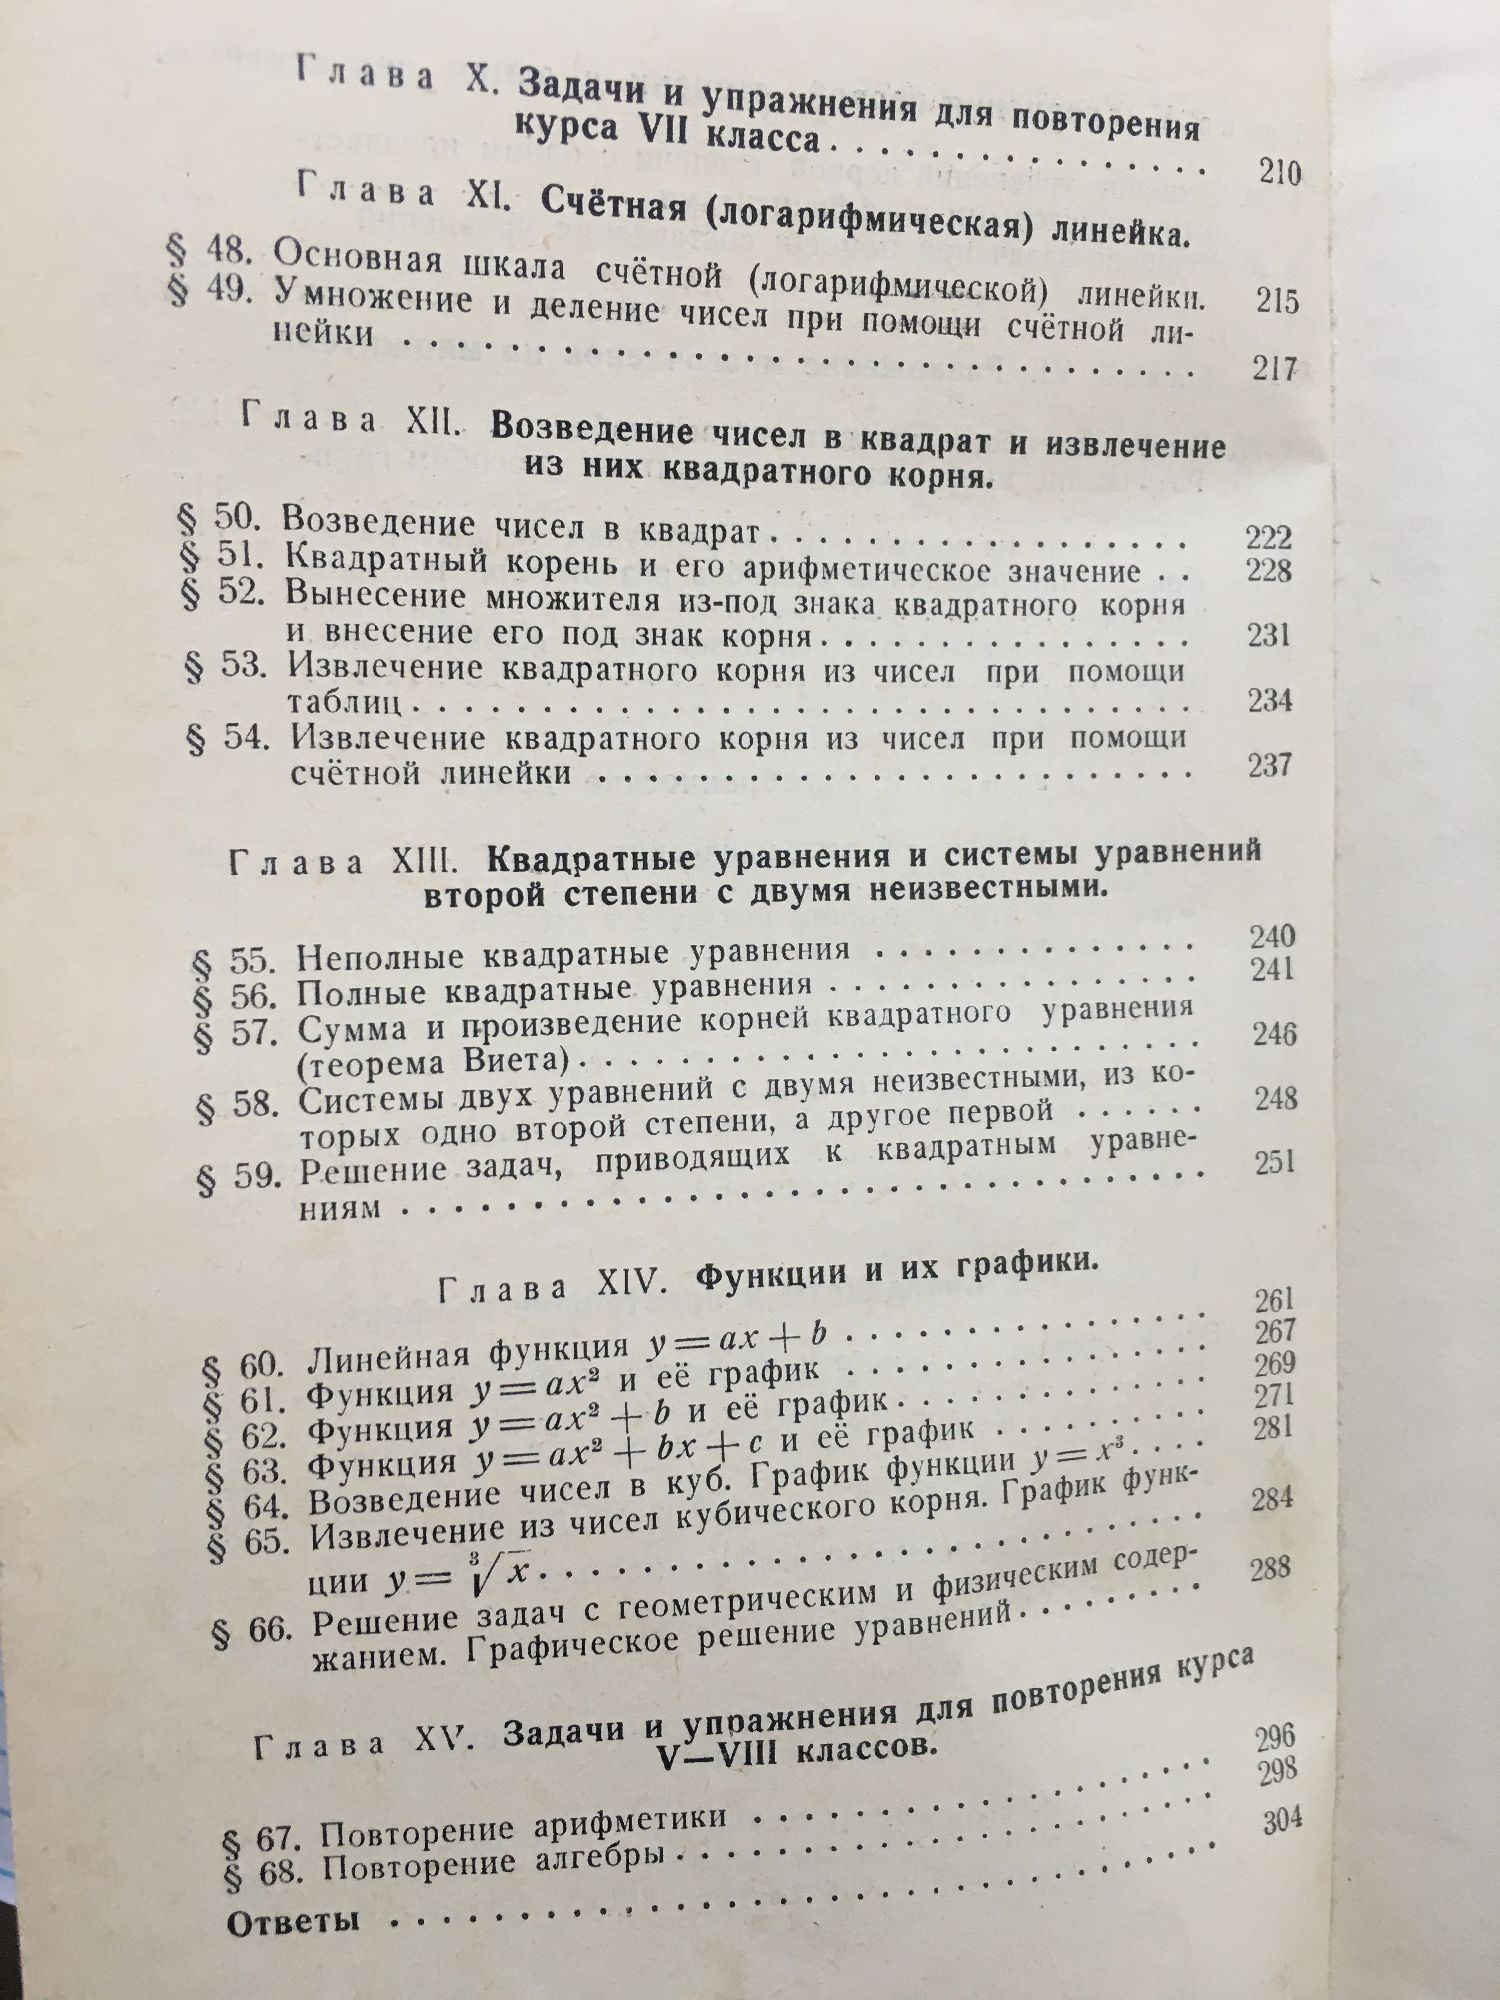 Глава X. Задачи и упражнения для повторения
курса VII класса . . . . . . . . . . . . . . . 210
Глава XI. Счётная (логарифмическая) линейка.
§ 48. Основная шкала счётной (логарифмической) линейки. 215
§ 49. Умножение и деление чисел при помощи счётной ли-
нейки . . . . . . . . . . . . . . . . . . . . . . . . . . . . . . 217
Глава XII. Возведение чисел в квадрат и извлечение
из них квадратного корня.
§ 50. Возведение чисел в квадрат . . . . . . . . . . . . . . . . . 222
§ 51. Квадратный корень и его арифметическое значение . . 228
§ 52. Вынесение множителя из-под знака квадратного корня
и внесение его под знак корня . . . . . . . . . . . . . . . 231
§ 53. Извлечение квадратного корня из чисел при помощи
таблиц . . . . . . . . . . . . . . . . . . . . . . . . . . . . . . 234
§ 54. Извлечение квадратного корня из чисел при помощи
счётной линейки . . . . . . . . . . . . . . . . . . . . . . . . 237
Глава XIII. Квадратные уравнения и системы уравнений
второй степени с двумя неизвестными.
§ 55. Неполные квадратные уравнения . . . . . . . . . . . . . 240
§ 56. Полные квадратные уравнения . . . . . . . . . . . . . . . 241
§ 57. Сумма и произведение корней квадратного уравнения
(теорема Виета) . . . . . . . . . . . . . . . . . . . . . . . . 246
§ 58. Системы двух уравнений с двумя неизвестными, из ко-
торых одно второй степени, а другое первой . . . . . . 248
§ 59. Решение задач, приводящих к квадратным уравне-
ниям . . . . . . . . . . . . . . . . . . . . . . . . . . . . . . . 251
Глава XIV. Функции и их графики.
§ 60. Линейная функция y = ax + b . . . . . . . . . . . . . . . 261
§ 61. Функция y = ax² и её график . . . . . . . . . . . . . . . 267
§ 62. Функция y = ax² + b и её график . . . . . . . . . . . . . 269
§ 63. Функция y = ax² + bx + c и её график . . . . . . . . . 271
§ 64. Возведение чисел в куб. График функции y = x³ . . . . 281
§ 65. Извлечение из чисел кубического корня. График функ-
ции y = ∛x . . . . . . . . . . . . . . . . . . . . . . . . . . 284
§ 66. Решение задач с геометрическим и физическим содер-
жанием. Графическое решение уравнений . . . . . . . . . 288
Глава XV. Задачи и упражнения для повторения курса
V—VIII классов.
§ 67. Повторение арифметики . . . . . . . . . . . . . . . . . . 296
§ 68. Повторение алгебры . . . . . . . . . . . . . . . . . . . . . 298
Ответы . . . . . . . . . . . . . . . . . . . . . . . . . . . . . . . . 304